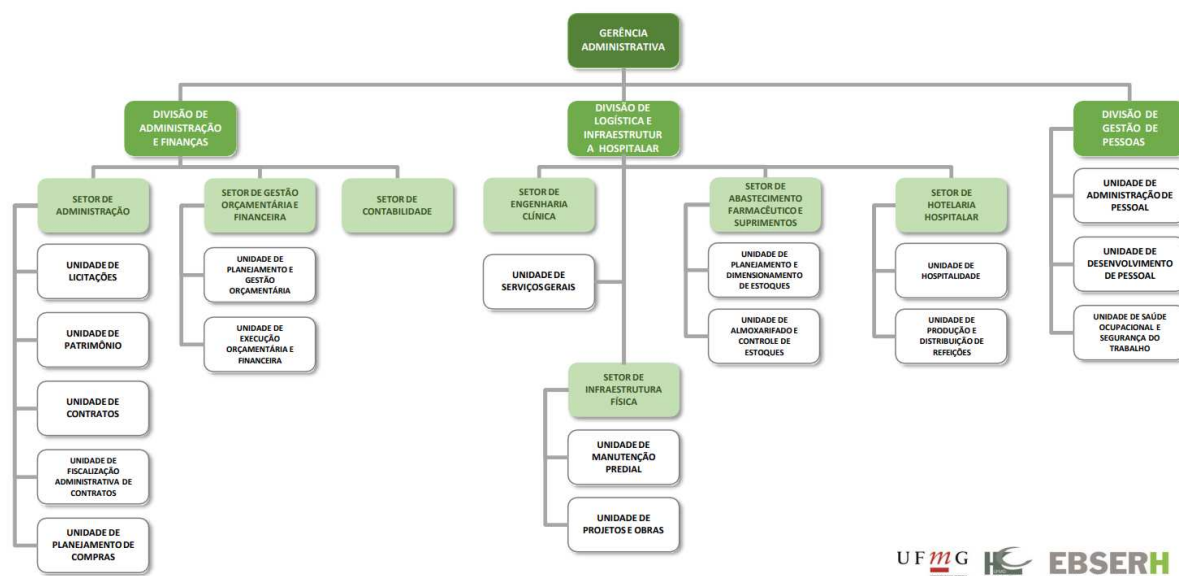 GERÊNCIA
ADMINISTRATIVA
DIVISÃO DE
ADMINISTRAÇÃO
E FINANÇAS
DIVISÃO DE
LOGÍSTICA E
INFRAESTRUTUR
A HOSPITALAR
DIVISÃO DE
GESTÃO DE
PESSOAS
SETOR DE
ADMINISTRAÇÃO
SETOR DE GESTÃO
ORÇAMENTÁRIA E
FINANCEIRA
SETOR DE
CONTABILIDADE
SETOR DE
ENGENHARIA
CLÍNICA
SETOR DE
ABASTECIMENTO
FARMACÊUTICO E
SUPRIMENTOS
SETOR DE
HOTELARIA
HOSPITALAR
UNIDADE DE
ADMINISTRAÇÃO DE
PESSOAL
UNIDADE DE
LICITAÇÕES
UNIDADE DE
PLANEJAMENTO E
GESTÃO
ORÇAMENTÁRIA
UNIDADE DE
SERVIÇOS GERAIS
UNIDADE DE
PLANEJAMENTO E
DIMENSIONAMENTO
DE ESTOQUES
UNIDADE DE
HOSPITALIDADE
UNIDADE DE
DESENVOLVIMENTO
DE PESSOAL
UNIDADE DE
PATRIMÔNIO
UNIDADE DE
EXECUÇÃO
ORÇAMENTÁRIA E
FINANCEIRA
UNIDADE DE
ALMOXARIFADO E
CONTROLE DE
ESTOQUES
UNIDADE DE
PRODUÇÃO E
DISTRIBUIÇÃO DE
REFEIÇÕES
UNIDADE DE SAÚDE
OCUPACIONAL E
SEGURANÇA DO
TRABALHO
UNIDADE DE
CONTRATOS
SETOR DE
INFRAESTRUTURA
FÍSICA
UNIDADE DE
FISCALIZAÇÃO
ADMINISTRATIVA DE
CONTRATOS
UNIDADE DE
MANUTENÇÃO
PREDIAL
UNIDADE DE
PLANEJAMENTO DE
COMPRAS
UNIDADE DE
PROJETOS E OBRAS
UFmG
HC
EBSERH